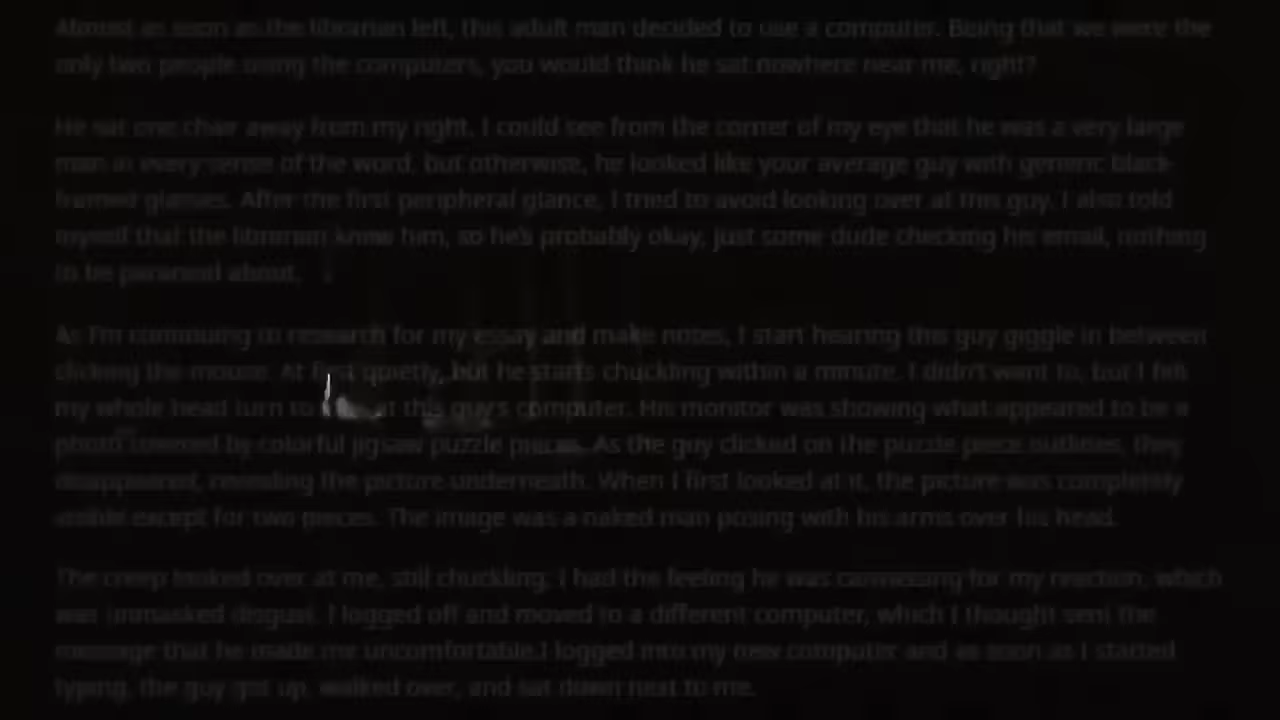 Almost as soon as the librarian left, this adult man decided to use a computer. Being that we were the
only two people using the computers, you would think he sat nowhere near me, right?
He sat one chair away from my right. I could see from the corner of my eye that he was a very large
man in every sense of the word, but otherwise, he looked like your average guy with generic black-
framed glasses. After the first peripheral glance, I tried to avoid looking over at this guy. I also told
myself that the librarian knew him, so he's probably okay, just some dude checking his email, nothing
to be paranoid about.
As I'm continuing to research for my essay and make notes, I start hearing this guy giggle in between
clicking the mouse. At first quietly, but he starts chuckling within a minute. I didn't want to, but I felt
my whole head turn to at this guy's computer. His monitor was showing what appeared to be a
photo covered by colorful jigsaw puzzle pieces. As the guy clicked on the puzzle piece outlines, they
disappeared, revealing the picture underneath. When I first looked at it, the picture was completely
visible except for two pieces. The image was a naked man posing with his arms over his head.
The creep looked over at me, still chuckling. I had the feeling he was canvassing for my reaction, which
was unmasked disgust. I logged off and moved to a different computer, which I thought sent the
message that he made me uncomfortable.I logged into my new computer and as soon as I started
typing, the guy got up, walked over, and sat down next to me.